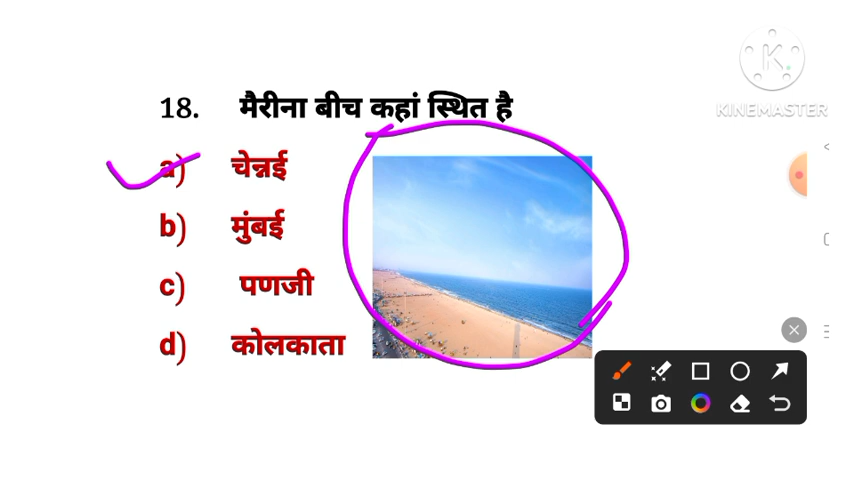 18. मैरीना बीच कहां स्थित है
a) चेन्नई
b) मुंबई
c) पणजी
d) कोलकाता
K
KINEMASTER